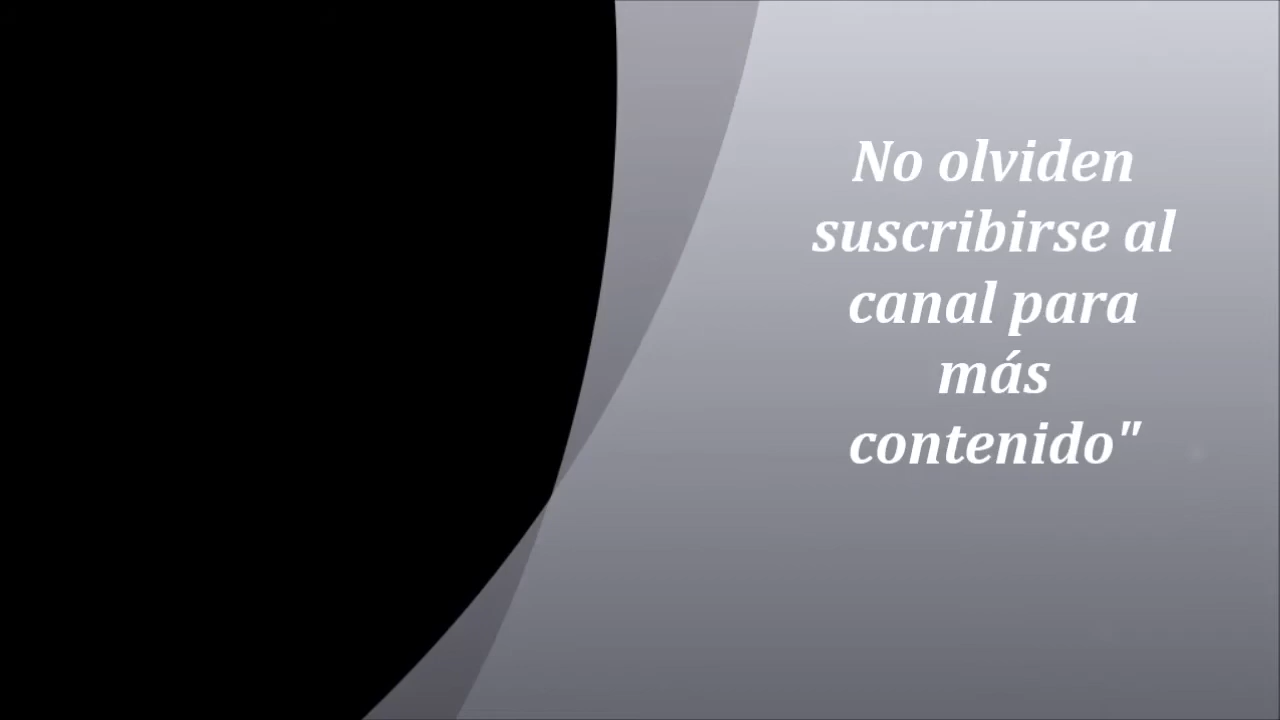 No olviden
suscribirse al
canal para
más
contenido"